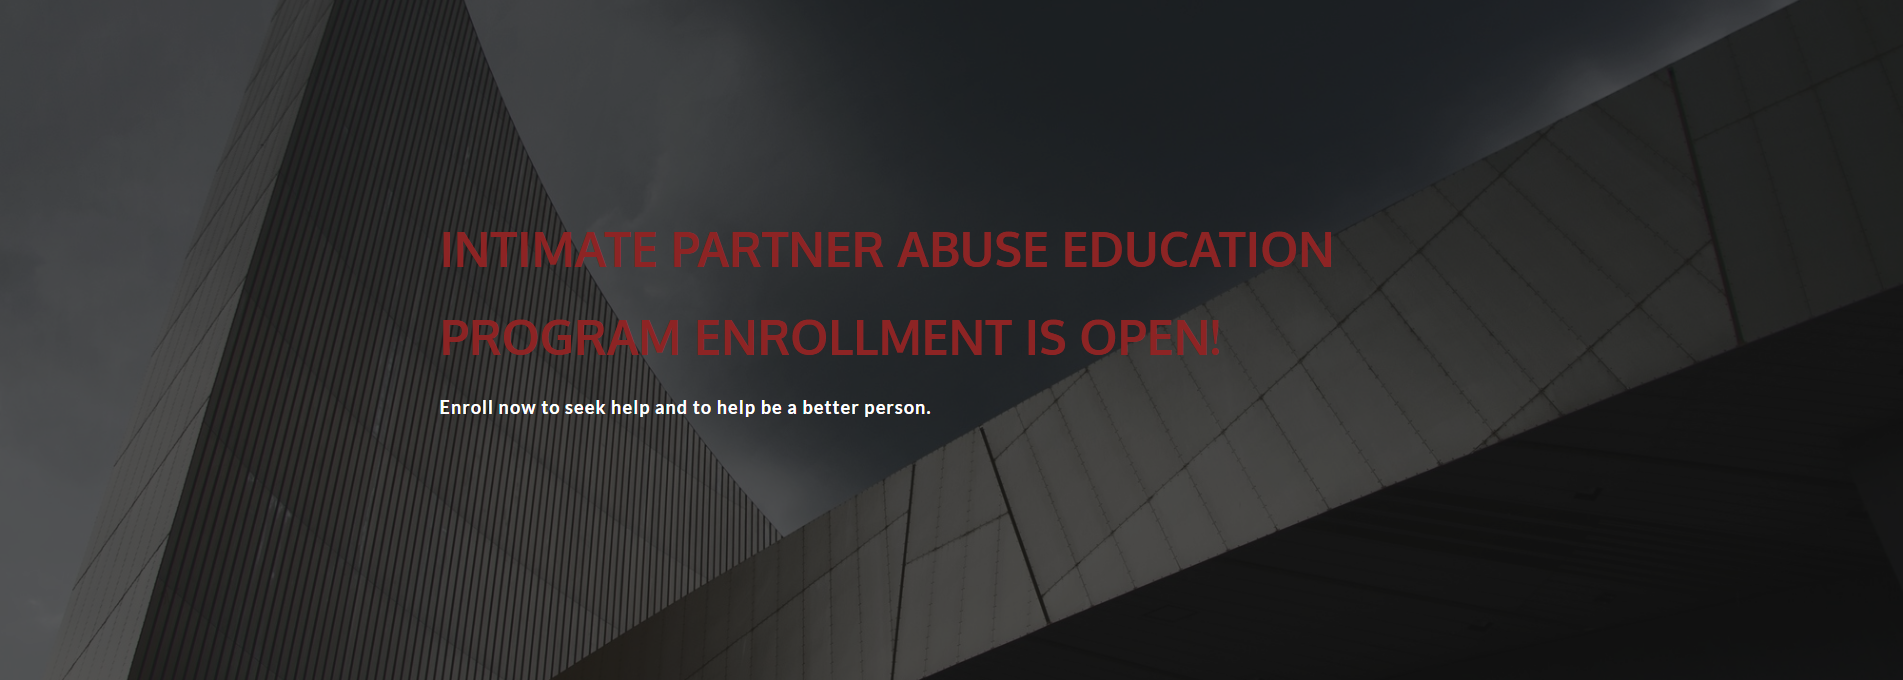 INTIMATE PARTNER ABUSE EDUCATION
PROGRAM ENROLLMENT IS OPEN!
Enroll now to seek help and to help be a better person.